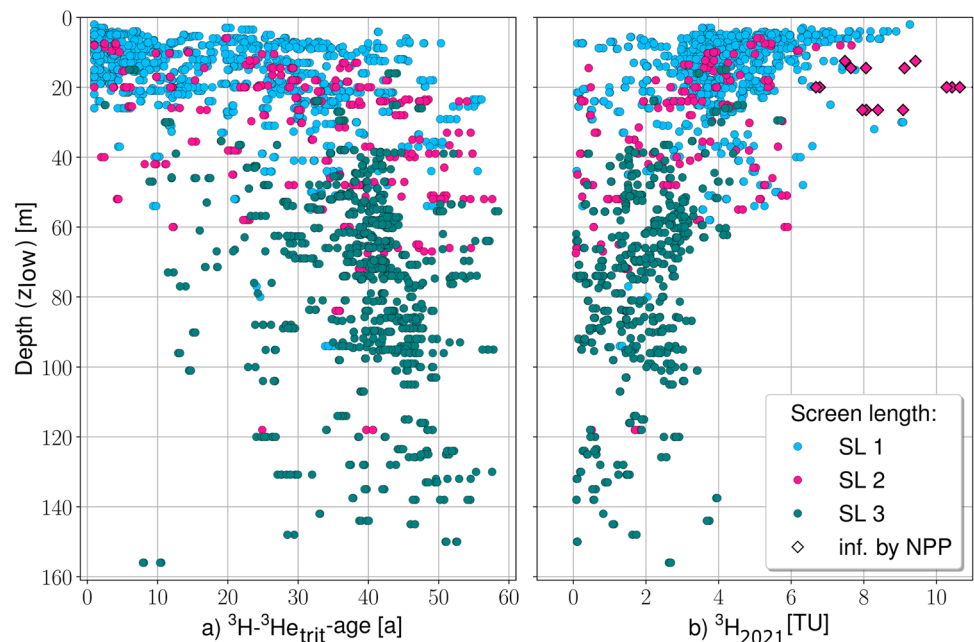 0
20
40
60
80
100
120
140
160
Depth (zlow) [m]
0 10 20 30 40 50 60
a) ³H-³Hetrit-age [a]
0 2 4 6 8 10
b) ³H2021[TU]
Screen length:
SL 1
SL 2
SL 3
inf. by NPP